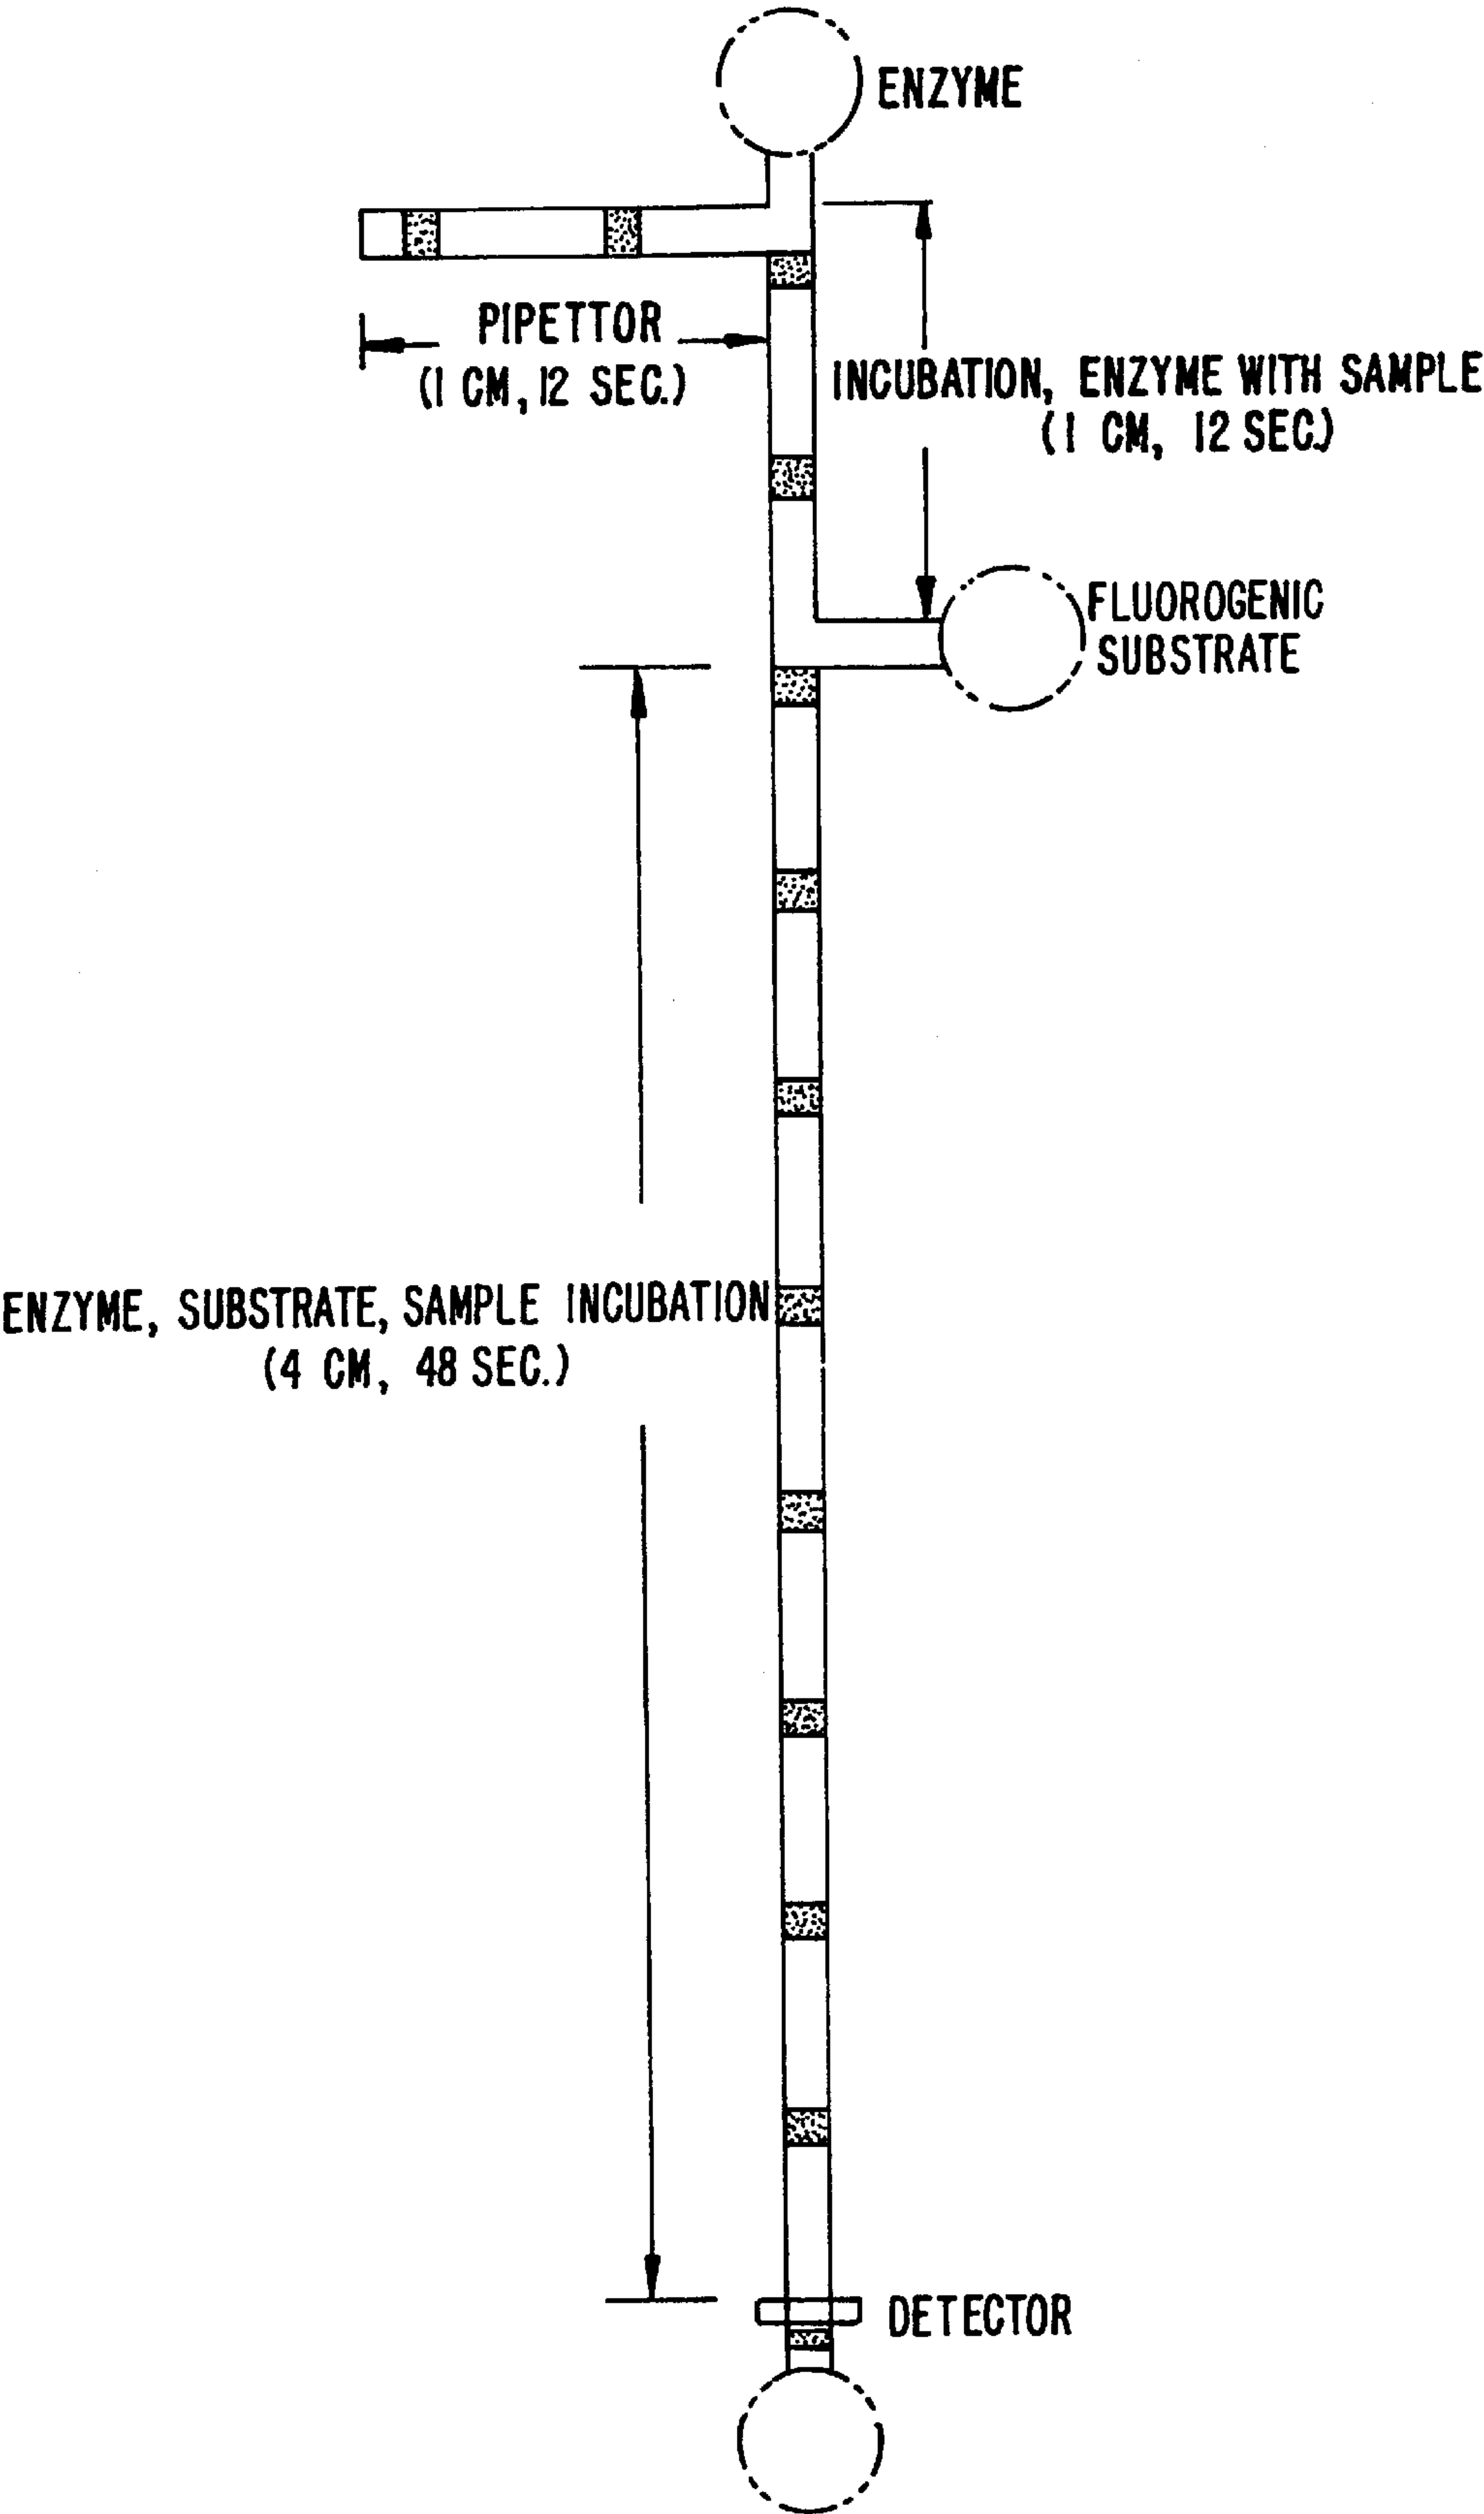 ENZYME
PIPETTOR
(1 CM, 12 SEC.)
INCUBATION, ENZYME WITH SAMPLE
(1 CM, 12 SEC.)
FLUOROGENIC
SUBSTRATE
ENZYME, SUBSTRATE, SAMPLE INCUBATION
(4 CM, 48 SEC.)
DETECTOR